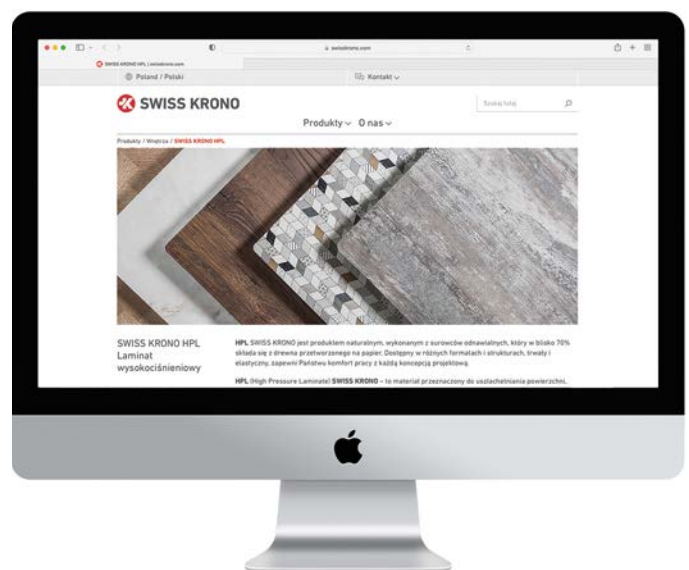 swisskrono.com
SWISS KRONO HPL | swisskrono.com
Poland / Polski
Kontakt
SWISS KRONO
Szukaj tutaj
Produkty
O nas
Produkty / Wnętrza / SWISS KRONO HPL
SWISS KRONO HPL
Laminat
wysokociśnieniowy
HPL SWISS KRONO jest produktem naturalnym, wykonanym z surowców odnawialnych, który w blisko 70%
składa się z drewna przetworzonego na papier. Dostępny w różnych formatach i strukturach, trwały i
elastyczny, zapewni Państwu komfort pracy z każdą koncepcją projektową.
HPL (High Pressure Laminate) SWISS KRONO – to materiał przeznaczony do uszlachetniania powierzchni,